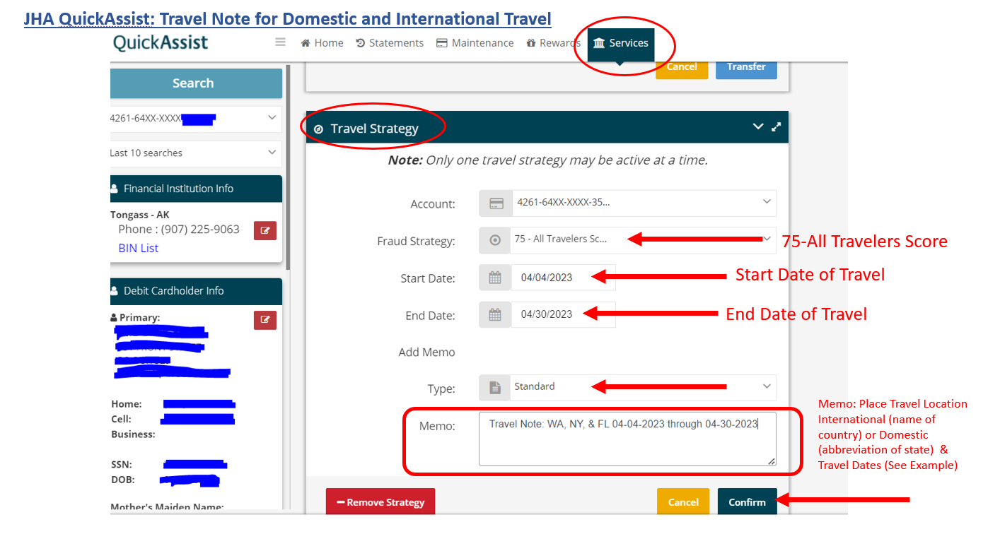 JHA QuickAssist: Travel Note for Domestic and International Travel
QuickAssist
Home
Statements
Maintenance
Rewards
Services
Search
4261-64XX-XXXX
Last 10 searches
Financial Institution Info
Tongass - AK
Phone : (907) 225-9063
BIN List
Debit Cardholder Info
Primary:
Home:
Cell:
Business:
SSN:
DOB:
Mother's Maiden Name:
Cancel
Transfer
Travel Strategy
Note: Only one travel strategy may be active at a time.
Account:
4261-64XX-XXXX-35...
Fraud Strategy:
75 - All Travelers Sc...
75-All Travelers Score
Start Date:
04/04/2023
Start Date of Travel
End Date:
04/30/2023
End Date of Travel
Add Memo
Type:
Standard
Memo:
Travel Note: WA, NY, & FL 04-04-2023 through 04-30-2023
Memo: Place Travel Location
International (name of
country) or Domestic
(abbreviation of state) &
Travel Dates (See Example)
Remove Strategy
Cancel
Confirm